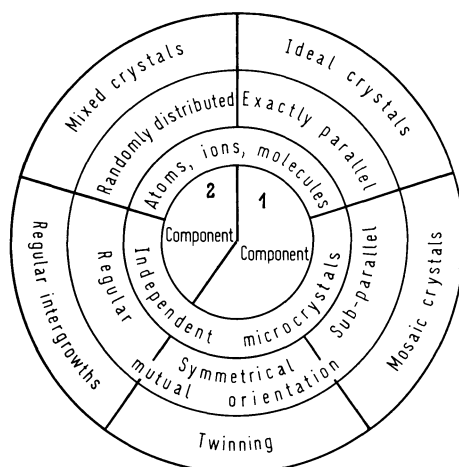 Mixed crystals
Ideal crystals
Randomly distributed
Exactly parallel
Atoms, ions, molecules
2
1
Component
Component
Independent microcrystals
Regular
Sub-parallel
Symmetrical
mutual orientation
Regular intergrowths
Mosaic crystals
Twinning